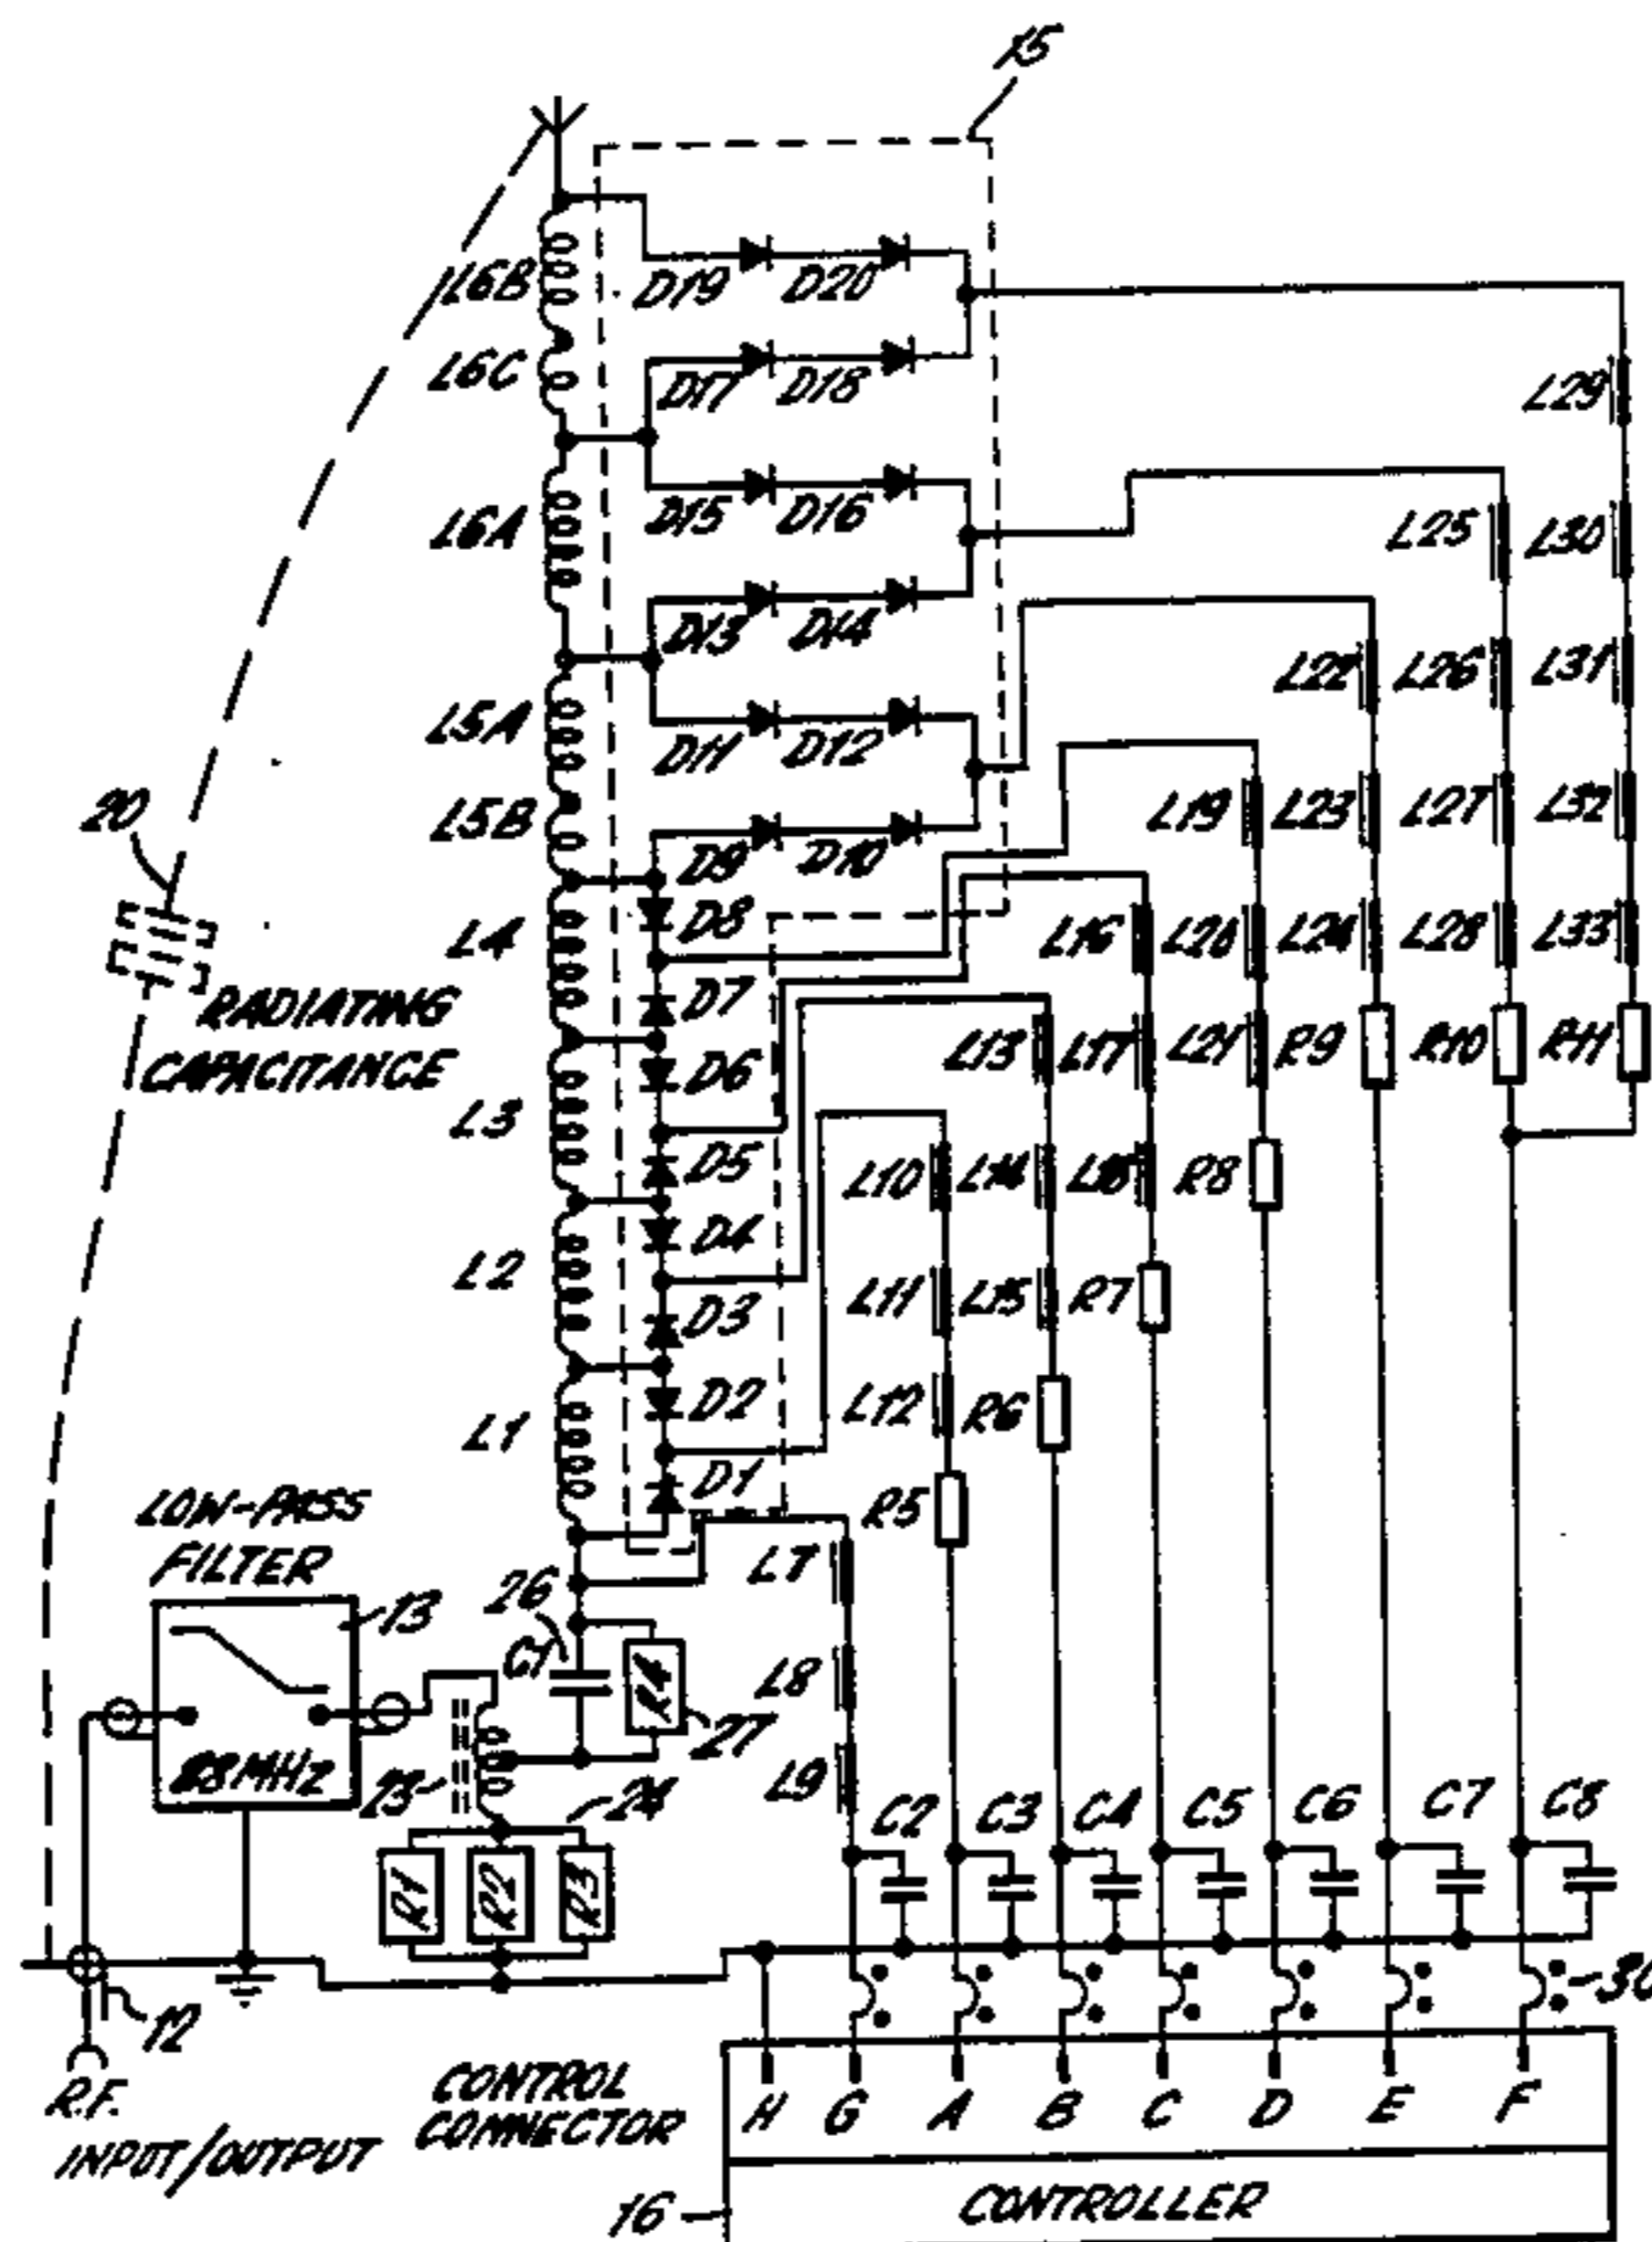 15
L6B
D19
D20
L6C
D17
D18
L29
L6A
D15
D16
L25
L30
D13
D14
L22
L26
L31
L5A
D11
D12
20
L5B
L19
L23
L27
L32
D9
D10
L4
D8
L16
L20
L24
L28
L33
RADIATING
CAPACITANCE
D7
L13
L17
L21
R9
R10
R11
D6
L3
D5
L10
L14
L18
R8
D4
L2
D3
L11
L15
R7
D2
L1
L12
R6
D1
LOW-PASS
FILTER
R5
L7
26
13
C1
R4
L8
27
88MHz
23
24
L9
C2
C3
C4
C5
C6
C7
C8
R1
R2
R3
12
30
R.F.
INPUT/OUTPUT
CONTROL
CONNECTOR
H
G
A
B
C
D
E
F
16
CONTROLLER